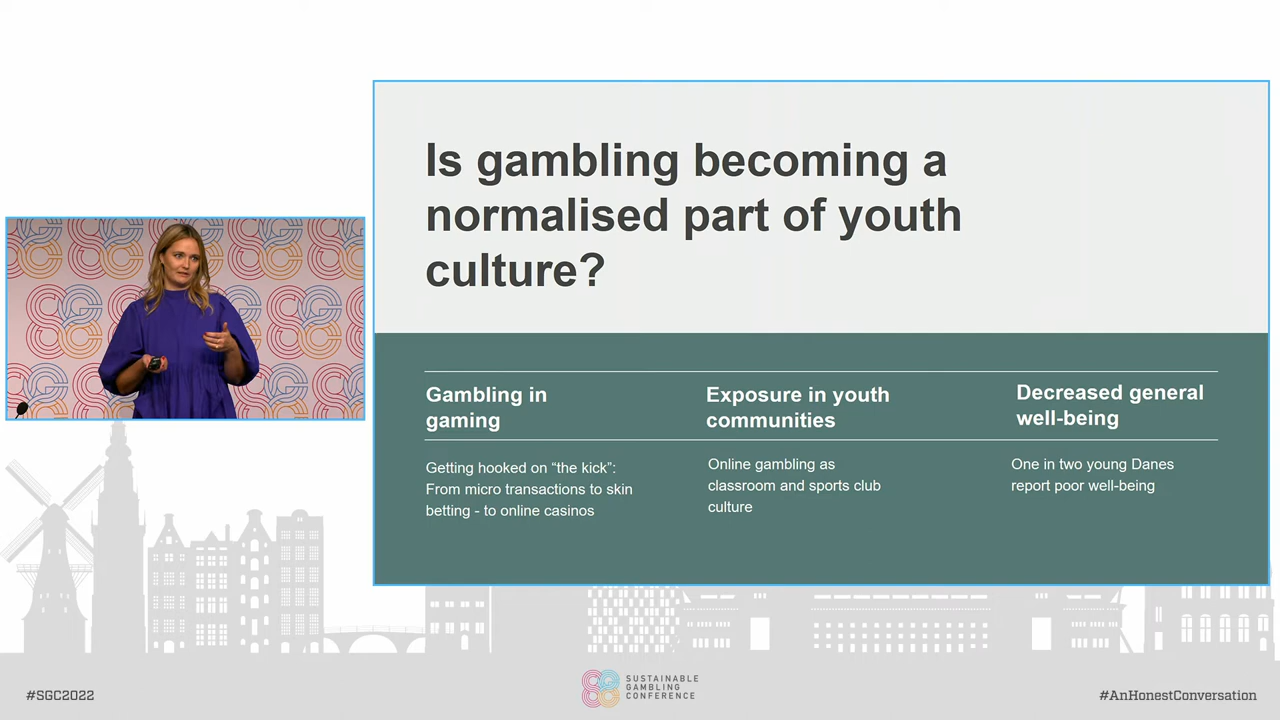 Is gambling becoming a
normalised part of youth
culture?
Gambling in
gaming
Getting hooked on “the kick”:
From micro transactions to skin
betting - to online casinos
Exposure in youth
communities
Online gambling as
classroom and sports club
culture
Decreased general
well-being
One in two young Danes
report poor well-being
#SGC2022
SUSTAINABLE
GAMBLING
CONFERENCE
#AnHonestConversation